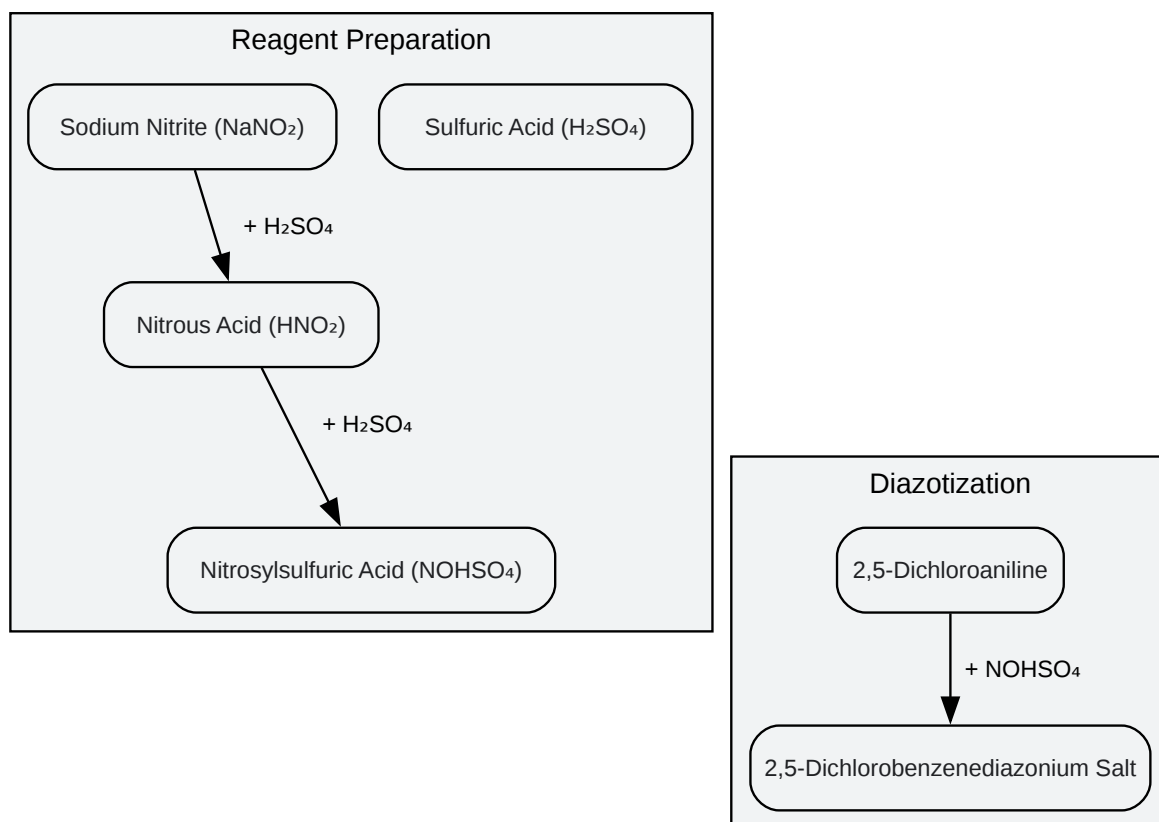 Reagent Preparation
Sodium Nitrite (NaNO₂)
Sulfuric Acid (H₂SO₄)
+ H₂SO₄
Nitrous Acid (HNO₂)
+ H₂SO₄
Nitrosylsulfuric Acid (NOHSO₄)
Diazotization
2,5-Dichloroaniline
+ NOHSO₄
2,5-Dichlorobenzenediazonium Salt